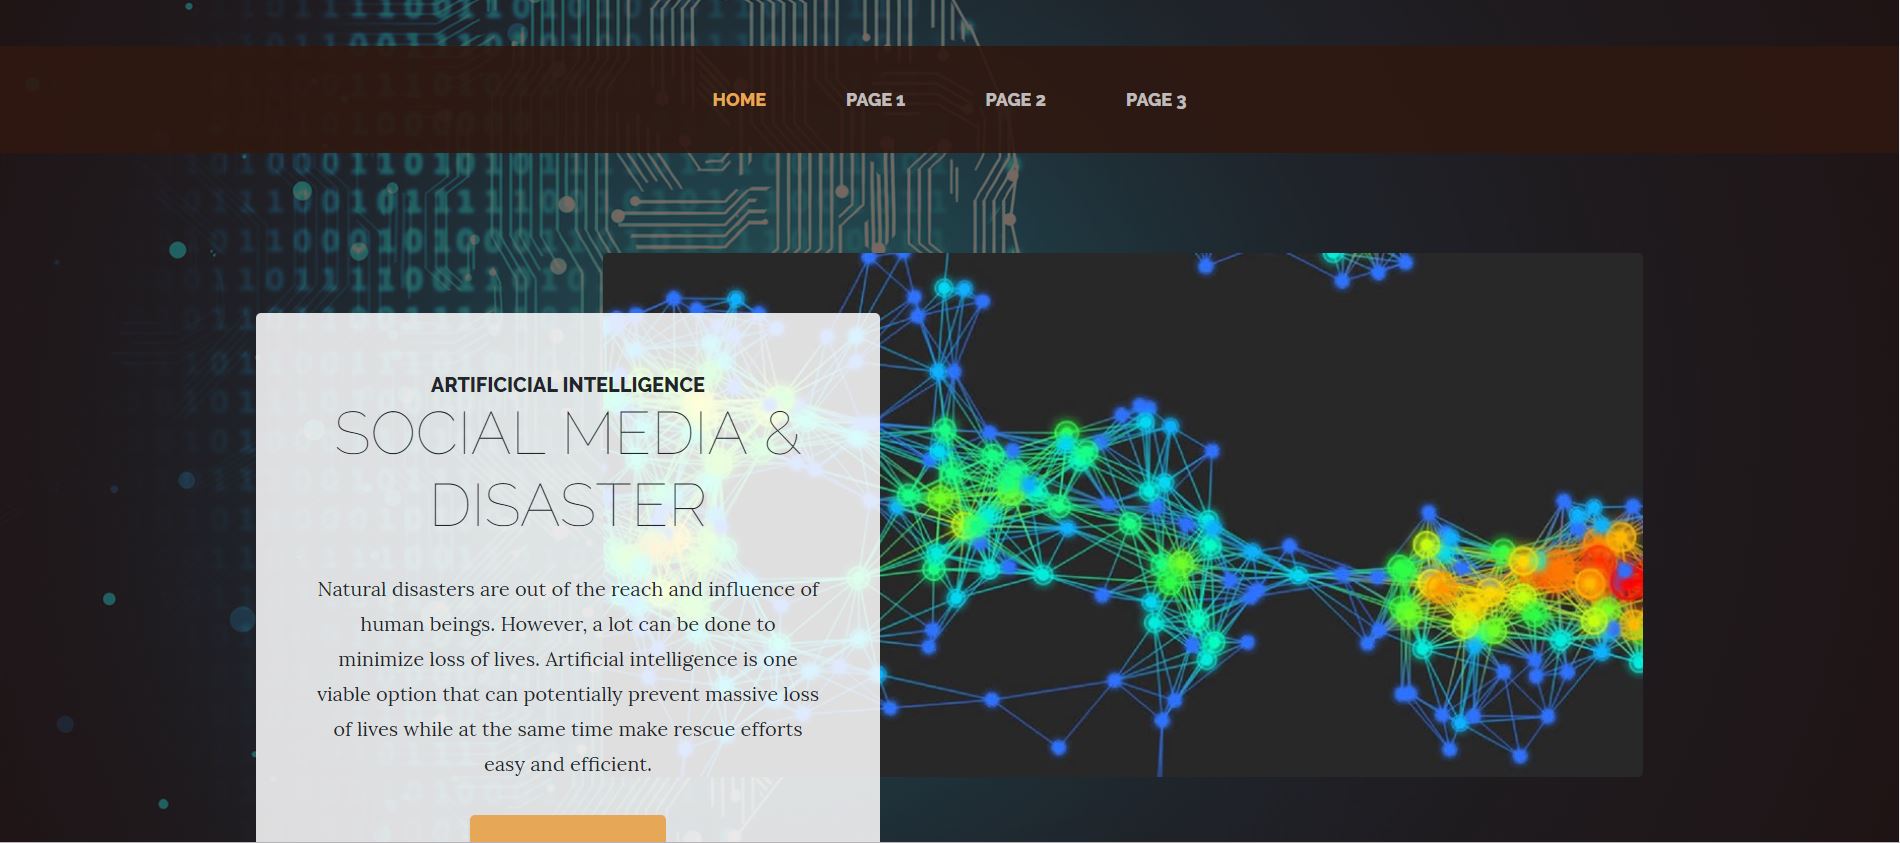 HOME PAGE 1 PAGE 2 PAGE 3
ARTIFICICIAL INTELLIGENCE
SOCIAL MEDIA &
DISASTER
Natural disasters are out of the reach and influence of
human beings. However, a lot can be done to
minimize loss of lives. Artificial intelligence is one
viable option that can potentially prevent massive loss
of lives while at the same time make rescue efforts
easy and efficient.